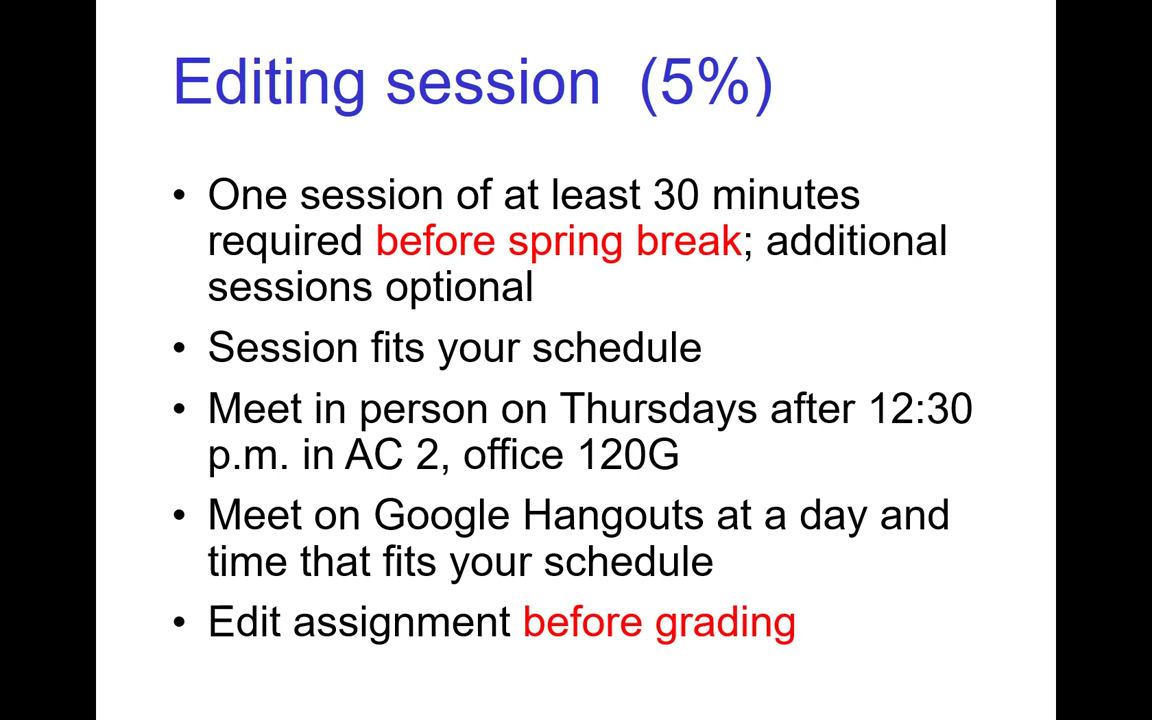 Editing session (5%)
• One session of at least 30 minutes
required before spring break; additional
sessions optional
• Session fits your schedule
• Meet in person on Thursdays after 12:30
p.m. in AC 2, office 120G
• Meet on Google Hangouts at a day and
time that fits your schedule
• Edit assignment before grading